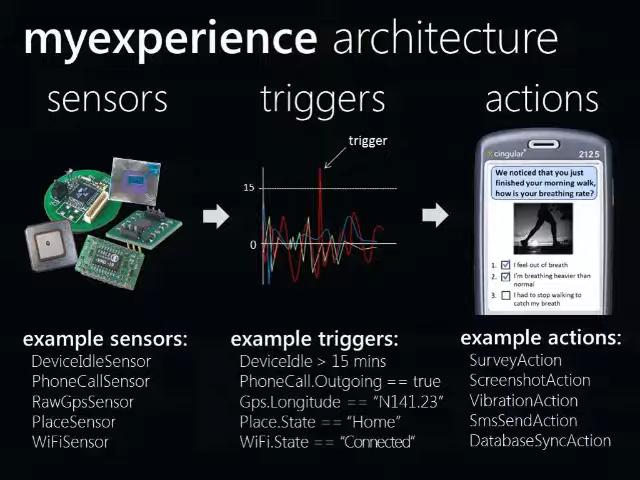 myexperience architecture
sensors
triggers
actions
trigger
15
0
cingular
2125
We noticed that you just
finished your morning walk,
how is your breathing rate?
1. I feel out of breath
2. I'm breathing heavier than
normal
3. I had to stop walking to
catch my breath
example sensors:
DeviceIdleSensor
PhoneCallSensor
RawGpsSensor
PlaceSensor
WiFiSensor
example triggers:
DeviceIdle > 15 mins
PhoneCall.Outgoing == true
Gps.Longitude == “N141.23”
Place.State == “Home”
WiFi.State == “Connected“
example actions:
SurveyAction
ScreenshotAction
VibrationAction
SmsSendAction
DatabaseSyncAction